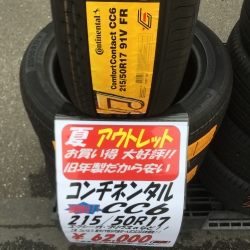 Continental
ComfortContact CC6
215/50R17 91V FR
夏 アウトレット
お買い得 大好評!!
旧年製だから安い
コンチネンタル
CC6
215/50R17
¥62,000